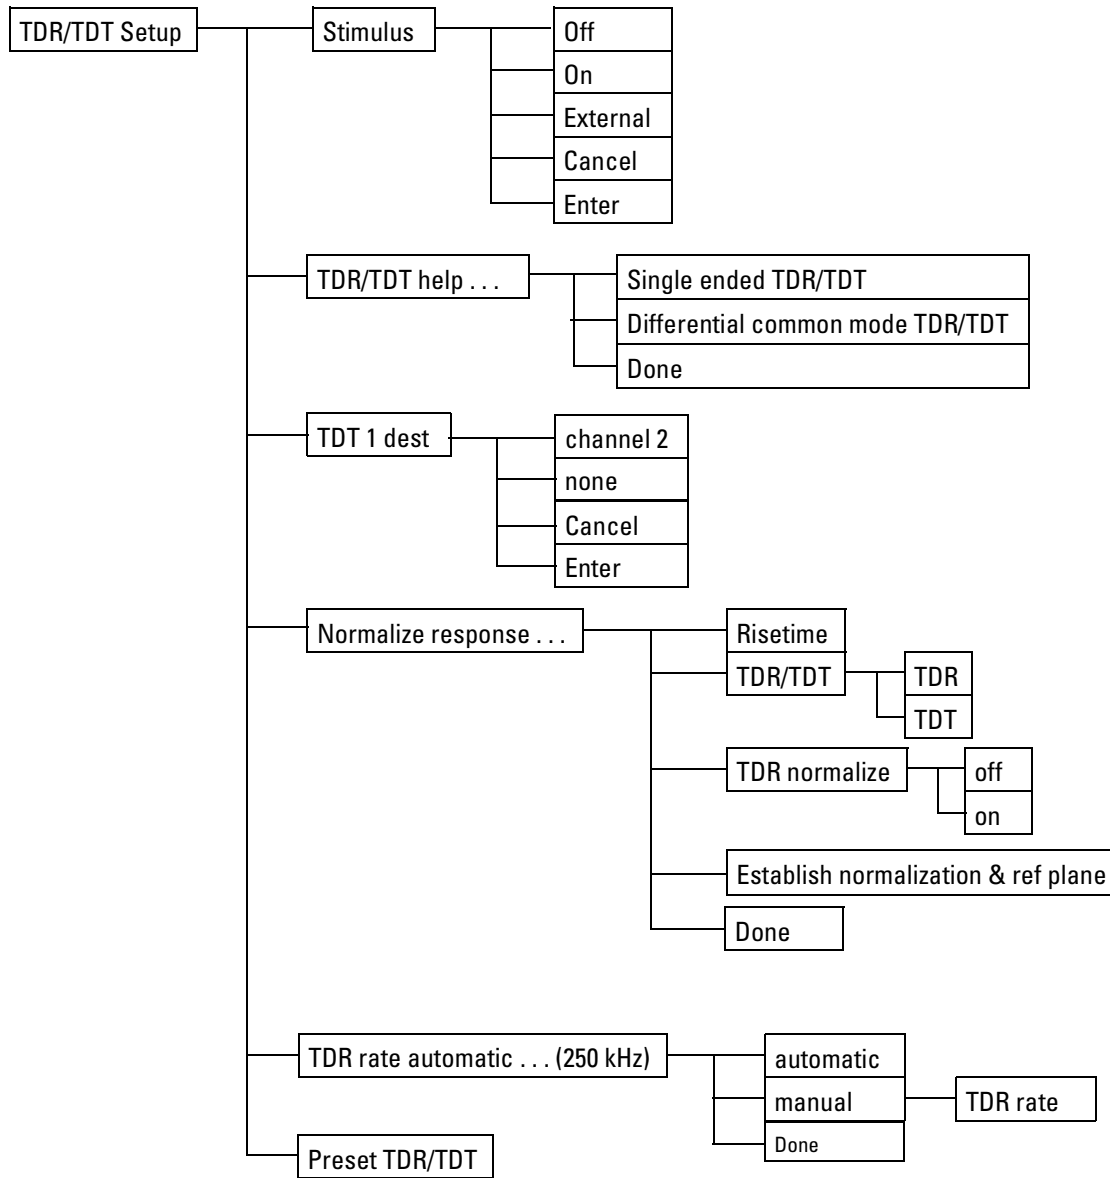 TDR/TDT Setup
Stimulus
Off
On
External
Cancel
Enter
TDR/TDT help . . .
Single ended TDR/TDT
Differential common mode TDR/TDT
Done
TDT 1 dest
channel 2
none
Cancel
Enter
Normalize response . . .
Risetime
TDR/TDT
TDR
TDT
TDR normalize
off
on
Establish normalization & ref plane
Done
TDR rate automatic . . . (250 kHz)
automatic
manual
TDR rate
Done
Preset TDR/TDT